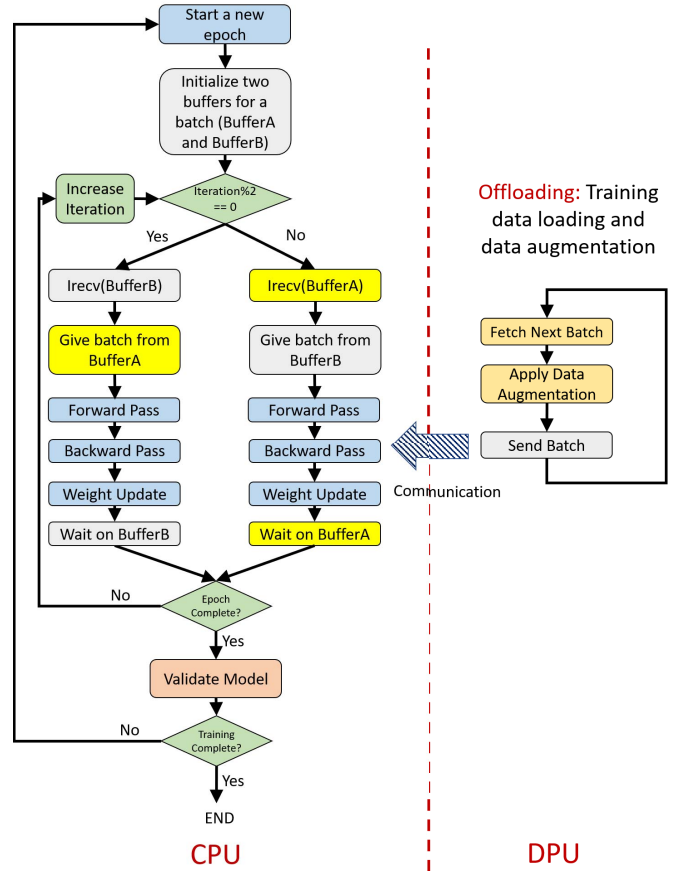 Start a new
epoch
Initialize two
buffers for a
batch (BufferA
and BufferB)
Increase
Iteration
Iteration%2
== 0
Yes
No
Irecv(BufferB)
Give batch from
BufferA
Forward Pass
Backward Pass
Weight Update
Wait on BufferB
Irecv(BufferA)
Give batch from
BufferB
Forward Pass
Backward Pass
Weight Update
Wait on BufferA
Epoch
Complete?
No
Yes
Validate Model
Training
Complete?
No
Yes
END
CPU
Offloading: Training
data loading and
data augmentation
Fetch Next Batch
Apply Data
Augmentation
Send Batch
Communication
DPU